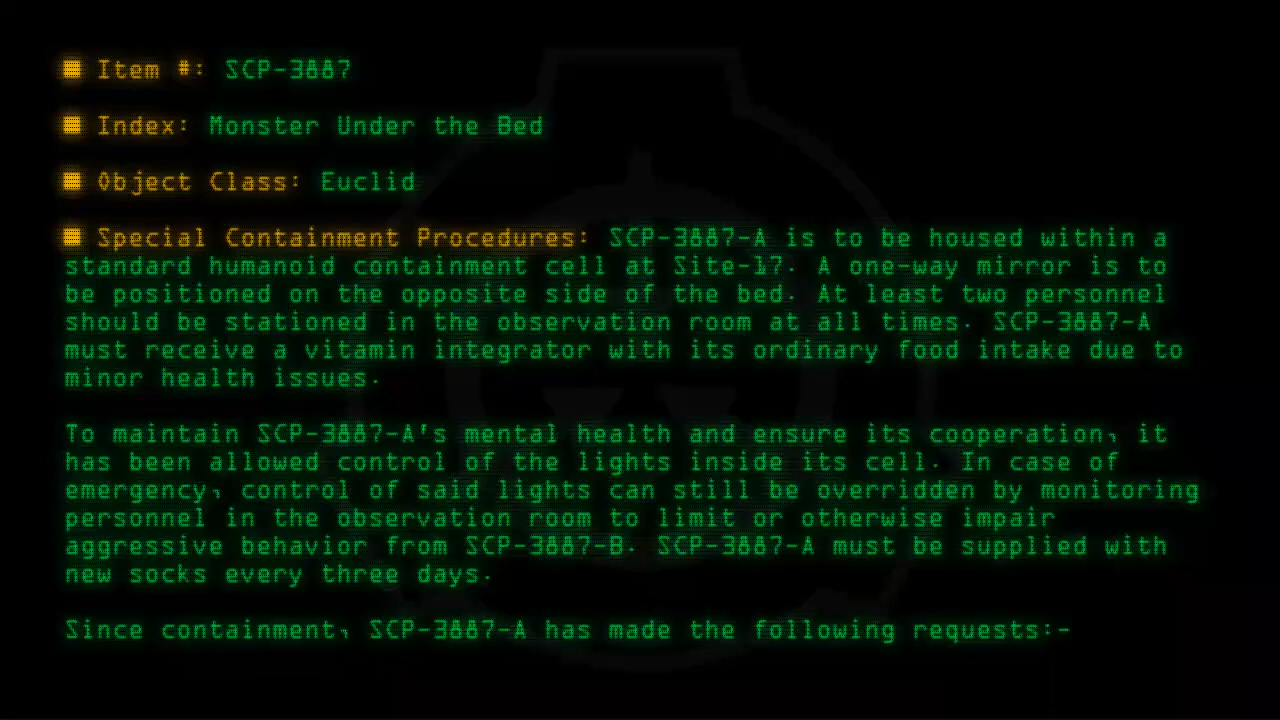 ■ Item #: SCP-3887
■ Index: Monster Under the Bed
■ Object Class: Euclid
■ Special Containment Procedures: SCP-3887-A is to be housed within a
standard humanoid containment cell at Site-17. A one-way mirror is to
be positioned on the opposite side of the bed. At least two personnel
should be stationed in the observation room at all times. SCP-3887-A
must receive a vitamin integrator with its ordinary food intake due to
minor health issues.
To maintain SCP-3887-A's mental health and ensure its cooperation, it
has been allowed control of the lights inside its cell. In case of
emergency, control of said lights can still be overridden by monitoring
personnel in the observation room to limit or otherwise impair
aggressive behavior from SCP-3887-B. SCP-3887-A must be supplied with
new socks every three days.
Since containment, SCP-3887-A has made the following requests:-